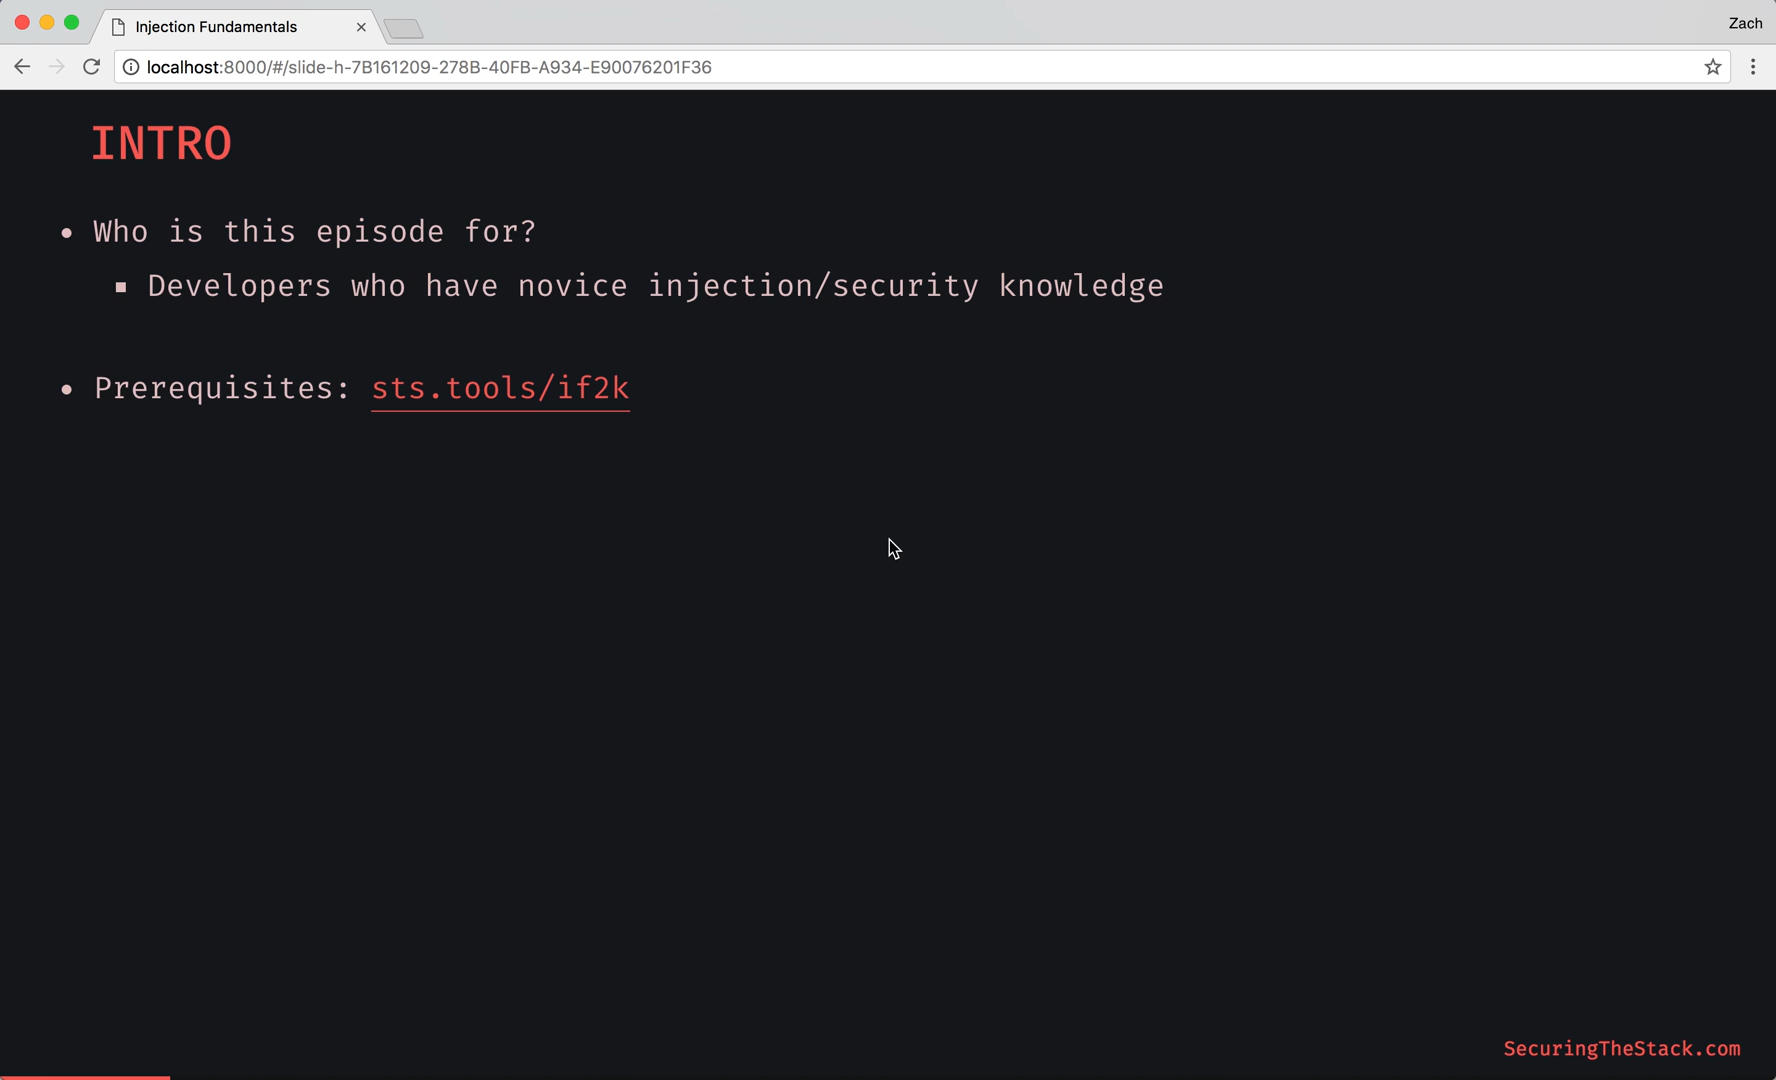 Injection Fundamentals
Zach
localhost:8000/#/slide-h-7B161209-278B-40FB-A934-E90076201F36
INTRO
• Who is this episode for?
▪ Developers who have novice injection/security knowledge
• Prerequisites: sts.tools/if2k
SecuringTheStack.com